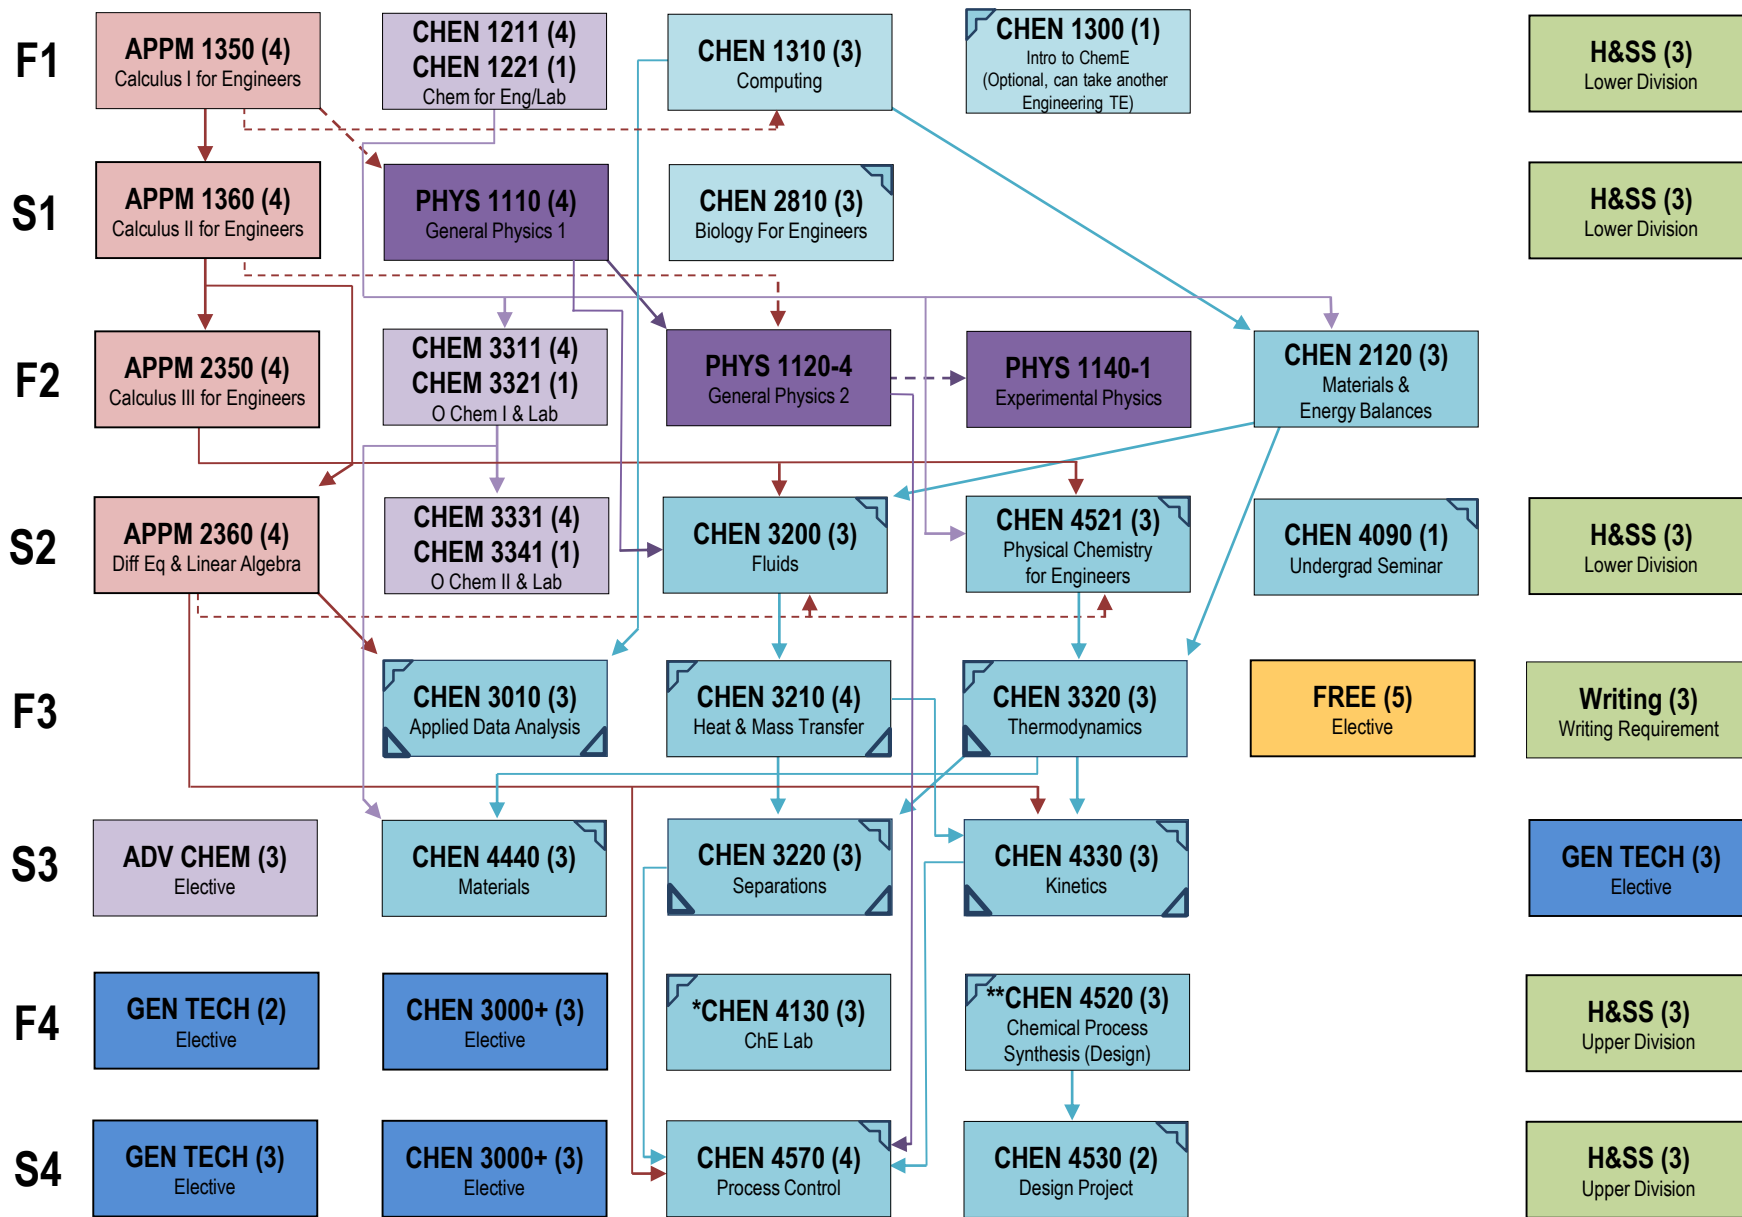 F1
APPM 1350 (4)
Calculus I for Engineers
CHEN 1211 (4)
CHEN 1221 (1)
Chem for Eng/Lab
CHEN 1310 (3)
Computing
CHEN 1300 (1)
Intro to ChemE
(Optional, can take another
Engineering TE)
H&SS (3)
Lower Division
S1
APPM 1360 (4)
Calculus II for Engineers
PHYS 1110 (4)
General Physics 1
CHEN 2810 (3)
Biology For Engineers
H&SS (3)
Lower Division
F2
APPM 2350 (4)
Calculus III for Engineers
CHEM 3311 (4)
CHEM 3321 (1)
O Chem I & Lab
PHYS 1120-4
General Physics 2
PHYS 1140-1
Experimental Physics
CHEN 2120 (3)
Materials &
Energy Balances
S2
APPM 2360 (4)
Diff Eq & Linear Algebra
CHEM 3331 (4)
CHEM 3341 (1)
O Chem II & Lab
CHEN 3200 (3)
Fluids
CHEN 4521 (3)
Physical Chemistry
for Engineers
CHEN 4090 (1)
Undergrad Seminar
H&SS (3)
Lower Division
F3
CHEN 3010 (3)
Applied Data Analysis
CHEN 3210 (4)
Heat & Mass Transfer
CHEN 3320 (3)
Thermodynamics
FREE (5)
Elective
Writing (3)
Writing Requirement
S3
ADV CHEM (3)
Elective
CHEN 4440 (3)
Materials
CHEN 3220 (3)
Separations
CHEN 4330 (3)
Kinetics
GEN TECH (3)
Elective
F4
GEN TECH (2)
Elective
CHEN 3000+ (3)
Elective
*CHEN 4130 (3)
ChE Lab
**CHEN 4520 (3)
Chemical Process
Synthesis (Design)
H&SS (3)
Upper Division
S4
GEN TECH (3)
Elective
CHEN 3000+ (3)
Elective
CHEN 4570 (4)
Process Control
CHEN 4530 (2)
Design Project
H&SS (3)
Upper Division